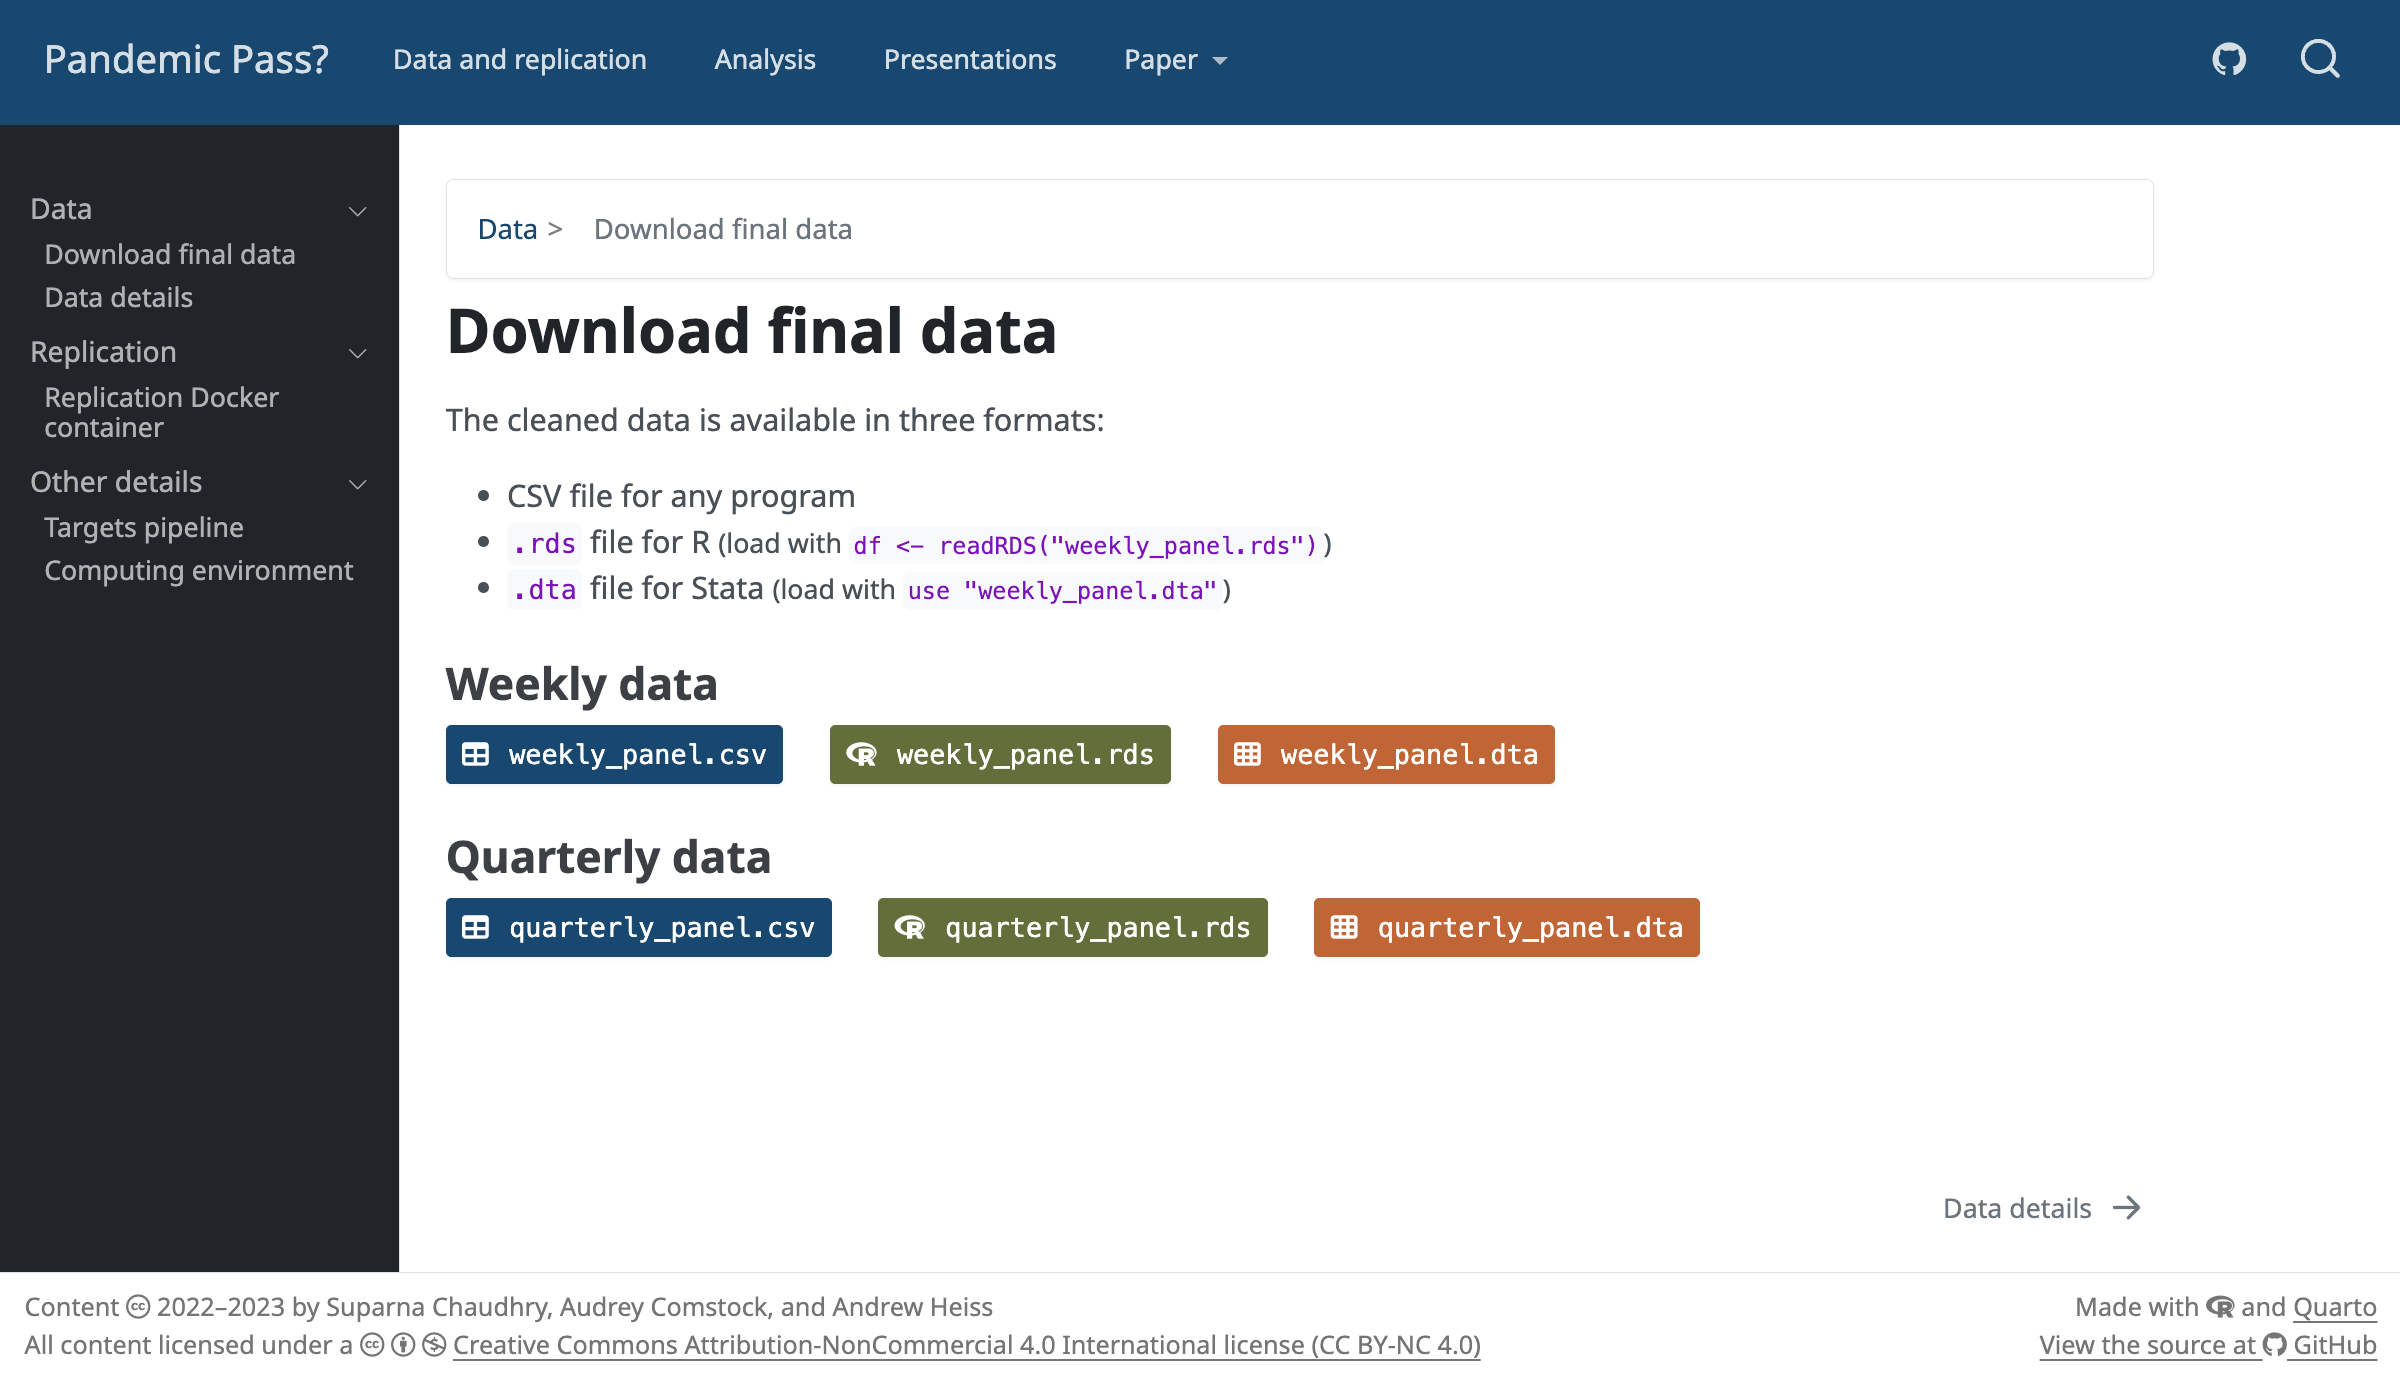 Pandemic Pass?
Data and replication
Analysis
Presentations
Paper
Data
Download final data
Data details
Replication
Replication Docker
container
Other details
Targets pipeline
Computing environment
Data > Download final data
Download final data
The cleaned data is available in three formats:
CSV file for any program
.rds file for R (load with df <- readRDS("weekly_panel.rds"))
.dta file for Stata (load with use "weekly_panel.dta")
Weekly data
weekly_panel.csv
weekly_panel.rds
weekly_panel.dta
Quarterly data
quarterly_panel.csv
quarterly_panel.rds
quarterly_panel.dta
Data details →
Content 🄯 2022–2023 by Suparna Chaudhry, Audrey Comstock, and Andrew Heiss
All content licensed under a Creative Commons Attribution-NonCommercial 4.0 International license (CC BY-NC 4.0)
Made with R and Quarto
View the source at GitHub